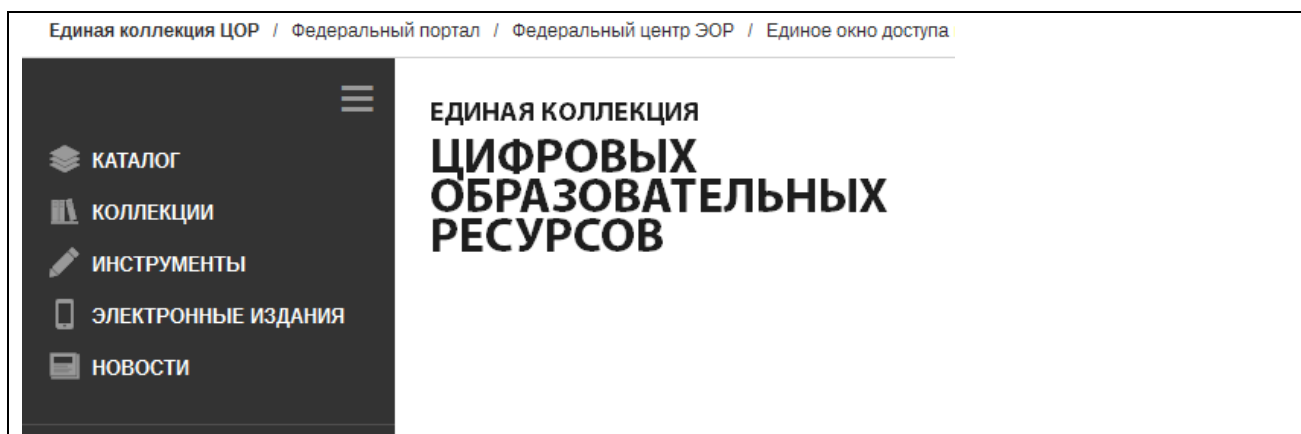 Единая коллекция ЦОР / Федеральный портал / Федеральный центр ЭОР / Единое окно доступа
ЕДИНАЯ КОЛЛЕКЦИЯ
ЦИФРОВЫХ
ОБРАЗОВАТЕЛЬНЫХ
РЕСУРСОВ
КАТАЛОГ
КОЛЛЕКЦИИ
ИНСТРУМЕНТЫ
ЭЛЕКТРОННЫЕ ИЗДАНИЯ
НОВОСТИ